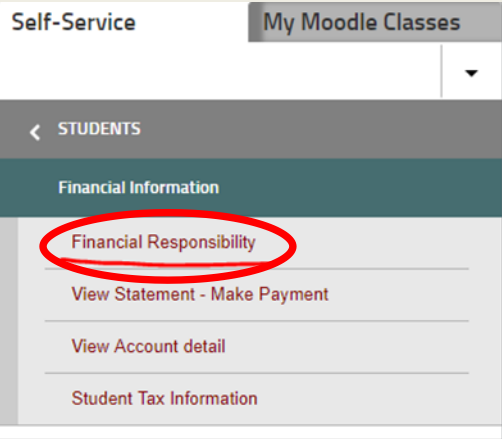 Self-Service My Moodle Classes
STUDENTS
Financial Information
Financial Responsibility
View Statement - Make Payment
View Account detail
Student Tax Information